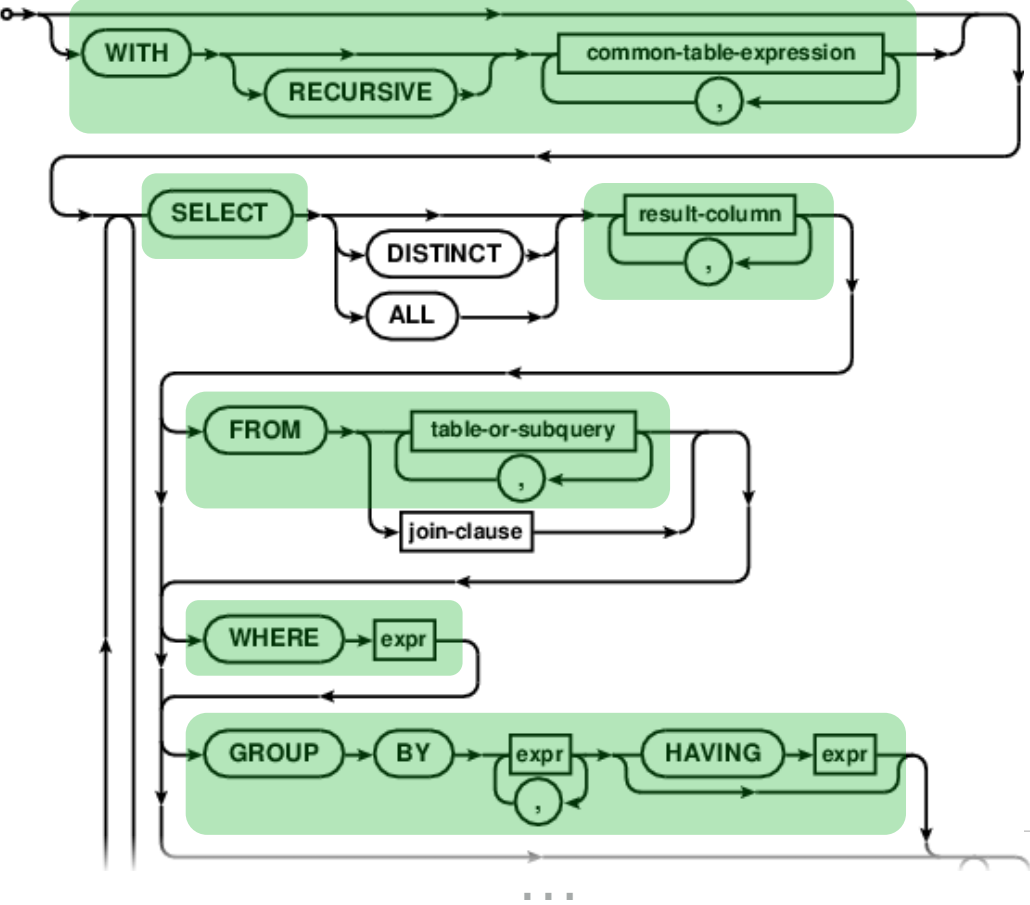 WITH common-table-expression
RECURSIVE ,
SELECT result-column
DISTINCT ,
ALL
FROM table-or-subquery
,
join-clause
WHERE expr
GROUP BY expr HAVING expr
,
...